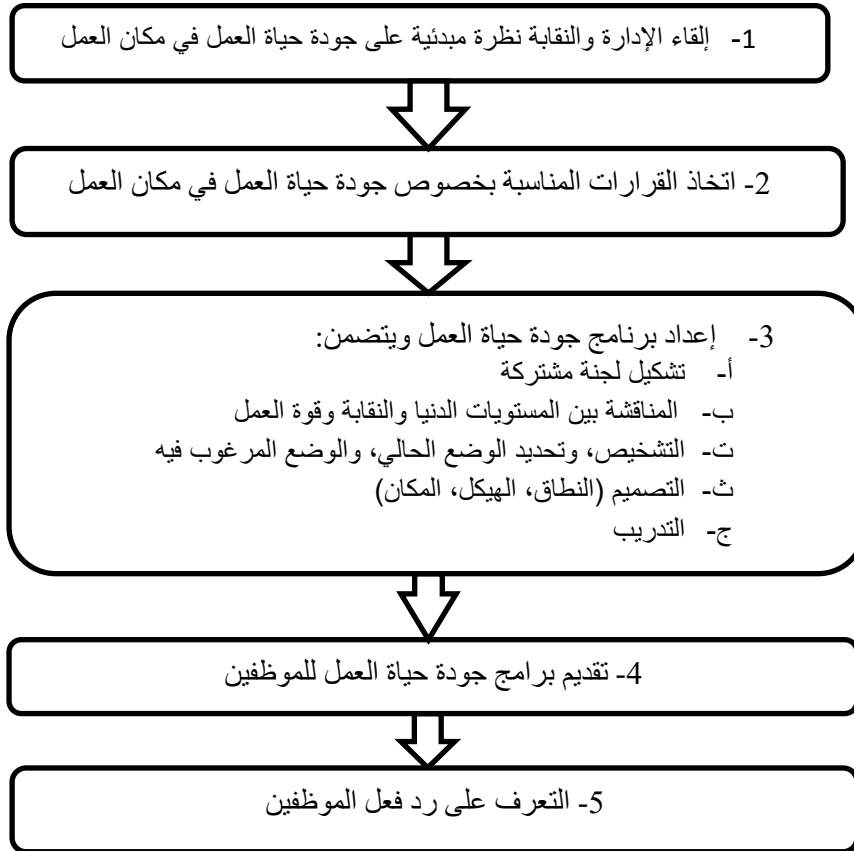 1- إلقاء الإدارة والنقابة نظرة مبدئية على جودة حياة العمل في مكان العمل
2- اتخاذ القرارات المناسبة بخصوص جودة حياة العمل في مكان العمل
3- إعداد برنامج جودة حياة العمل ويتضمن:
أ- تشكيل لجنة مشتركة
ب- المناقشة بين المستويات الدنيا والنقابة وقوة العمل
ت- التشخيص، وتحديد الوضع الحالي، والوضع المرغوب فيه
ث- التصميم (النطاق، الهيكل، المكان)
ج- التدريب
4- تقديم برامج جودة حياة العمل للموظفين
5- التعرف على رد فعل الموظفين